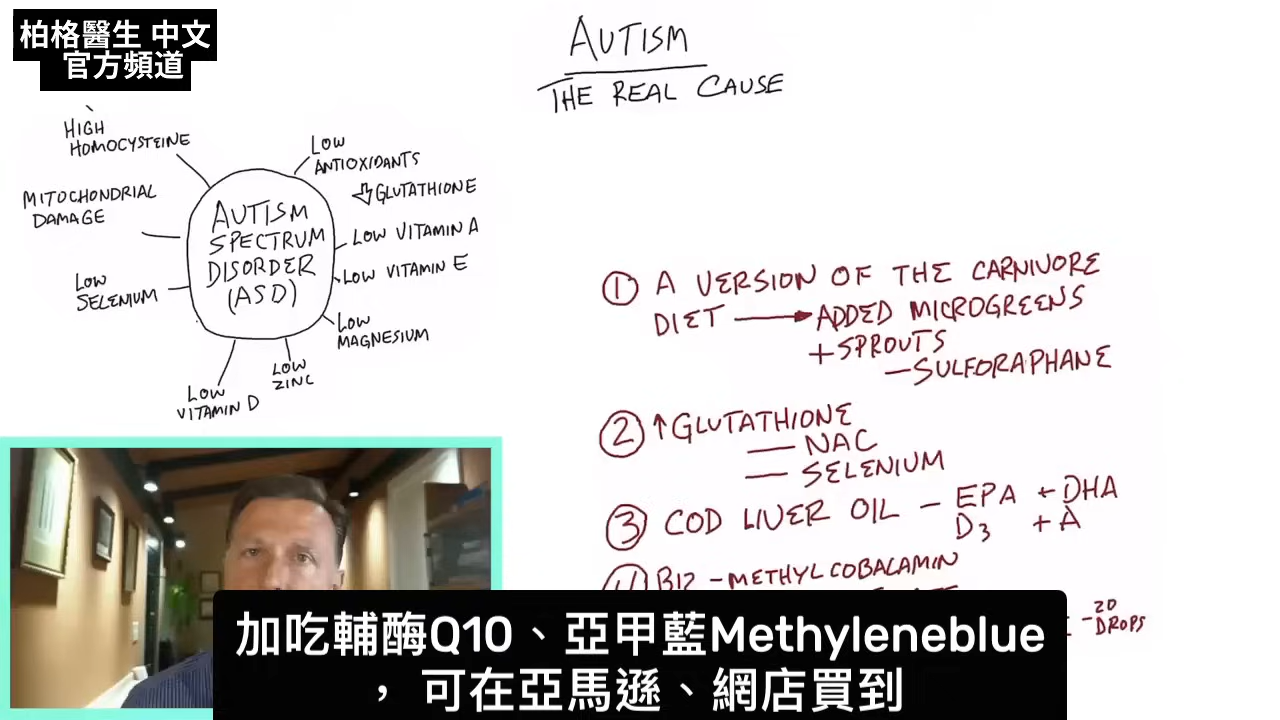 柏格醫生 中文
官方頻道
AUTISM
THE REAL CAUSE
HIGH
HOMOCYSTEINE
LOW
ANTIOXIDANTS
⇩GLUTATHIONE
MITOCHONDRIAL
DAMAGE
AUTISM
SPECTRUM
DISORDER
(ASD)
LOW VITAMIN A
LOW VITAMIN E
LOW
SELENIUM
LOW
MAGNESIUM
LOW
ZINC
LOW
VITAMIN D
① A VERSION OF THE CARNIVORE
DIET → ADDED MICROGREENS
+ SPROUTS
— SULFORAPHANE
② ↑GLUTATHIONE
— NAC
— SELENIUM
③ COD LIVER OIL – EPA + DHA
D3 + A
④ B12 – METHYLCOBALAMIN
– 20
DROPS
加吃輔酶Q10、亞甲藍Methyleneblue
，可在亞馬遜、網店買到